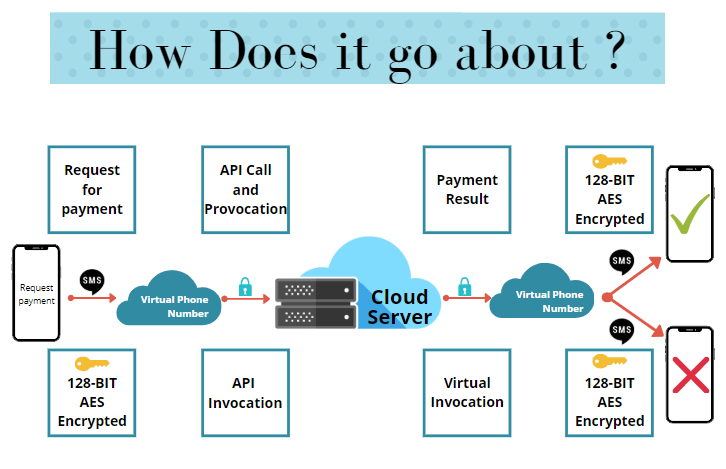 How Does it go about ?
Request
for
payment
API Call
and
Provocation
Payment
Result
128-BIT
AES
Encrypted
Request
payment
SMS
Virtual Phone
Number
Cloud
Server
Virtual Phone
Number
SMS
SMS
128-BIT
AES
Encrypted
API
Invocation
Virtual
Invocation
128-BIT
AES
Encrypted